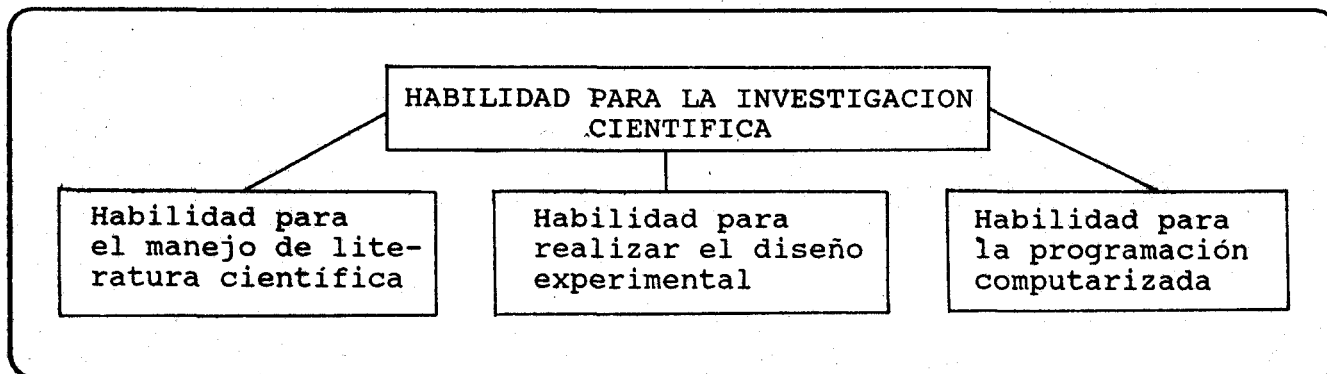 HABILIDAD PARA LA INVESTIGACION
CIENTIFICA
Habilidad para
el manejo de lite-
ratura científica
Habilidad para
realizar el diseño
experimental
Habilidad para
la programación
computarizada